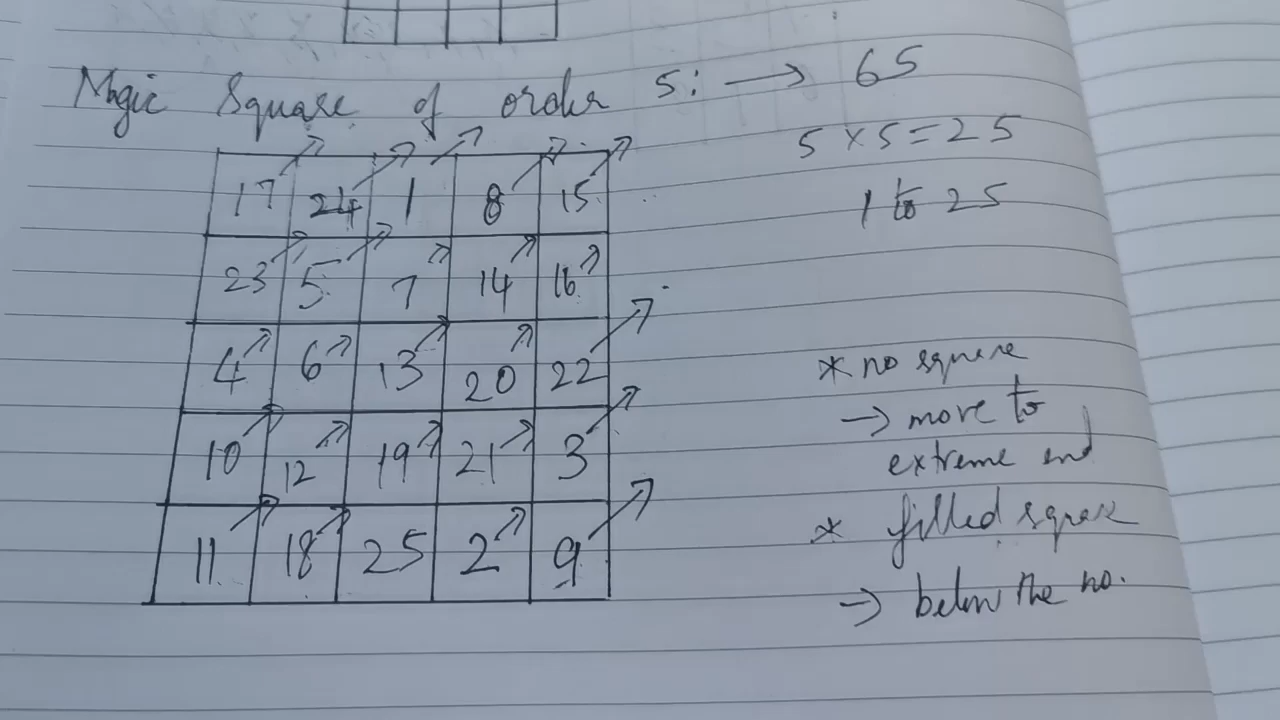 Magic Square of order 5: → 65
5 × 5 = 25
1 to 25
17 24 1 8 15
23 5 7 14 16
4 6 13 20 22
10 12 19 21 3
11 18 25 2 9
* no square
→ move to
extreme end
* filled square
→ below the no.